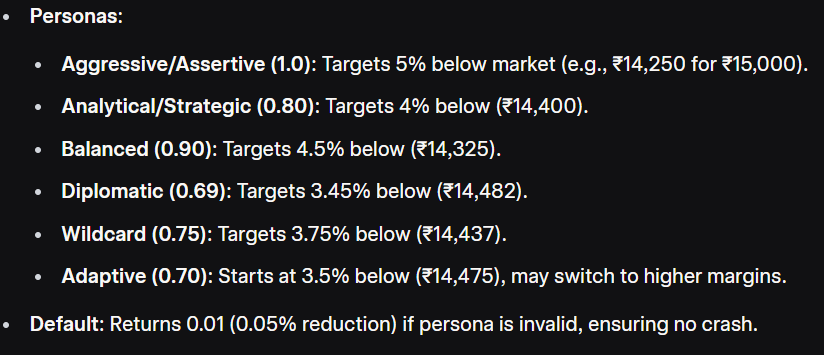 Personas:
Aggressive/Assertive (1.0): Targets 5% below market (e.g., ₹14,250 for ₹15,000).
Analytical/Strategic (0.80): Targets 4% below (₹14,400).
Balanced (0.90): Targets 4.5% below (₹14,325).
Diplomatic (0.69): Targets 3.45% below (₹14,482).
Wildcard (0.75): Targets 3.75% below (₹14,437).
Adaptive (0.70): Starts at 3.5% below (₹14,475), may switch to higher margins.
Default: Returns 0.01 (0.05% reduction) if persona is invalid, ensuring no crash.